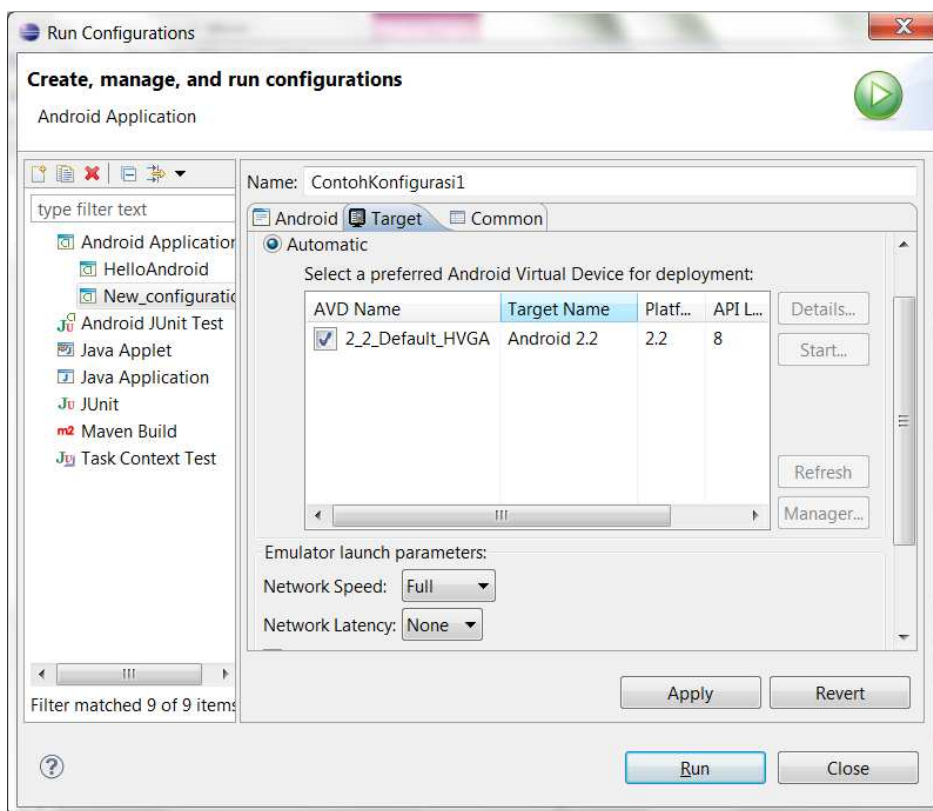 Run Configurations
Create, manage, and run configurations
Android Application
type filter text
Android Application
HelloAndroid
New_configuratio
Android JUnit Test
Java Applet
Java Application
JUnit
Maven Build
Task Context Test
Filter matched 9 of 9 items
Name: ContohKonfigurasi1
Android Target Common
Automatic
Select a preferred Android Virtual Device for deployment:
AVD Name Target Name Platf... API L...
2_2_Default_HVGA Android 2.2 2.2 8
Details...
Start...
Refresh
Manager...
Emulator launch parameters:
Network Speed: Full
Network Latency: None
Apply Revert
Run Close